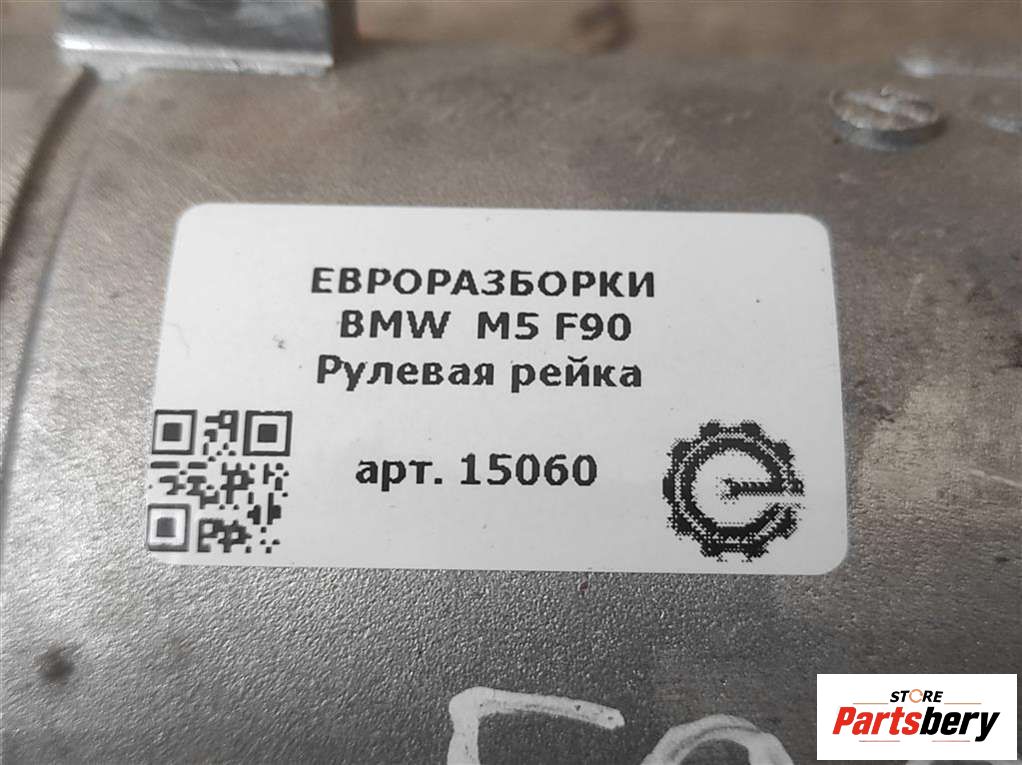 ЕВРОРАЗБОРКИ
BMW M5 F90
Рулевая рейка
арт. 15060
STORE
Partsbery